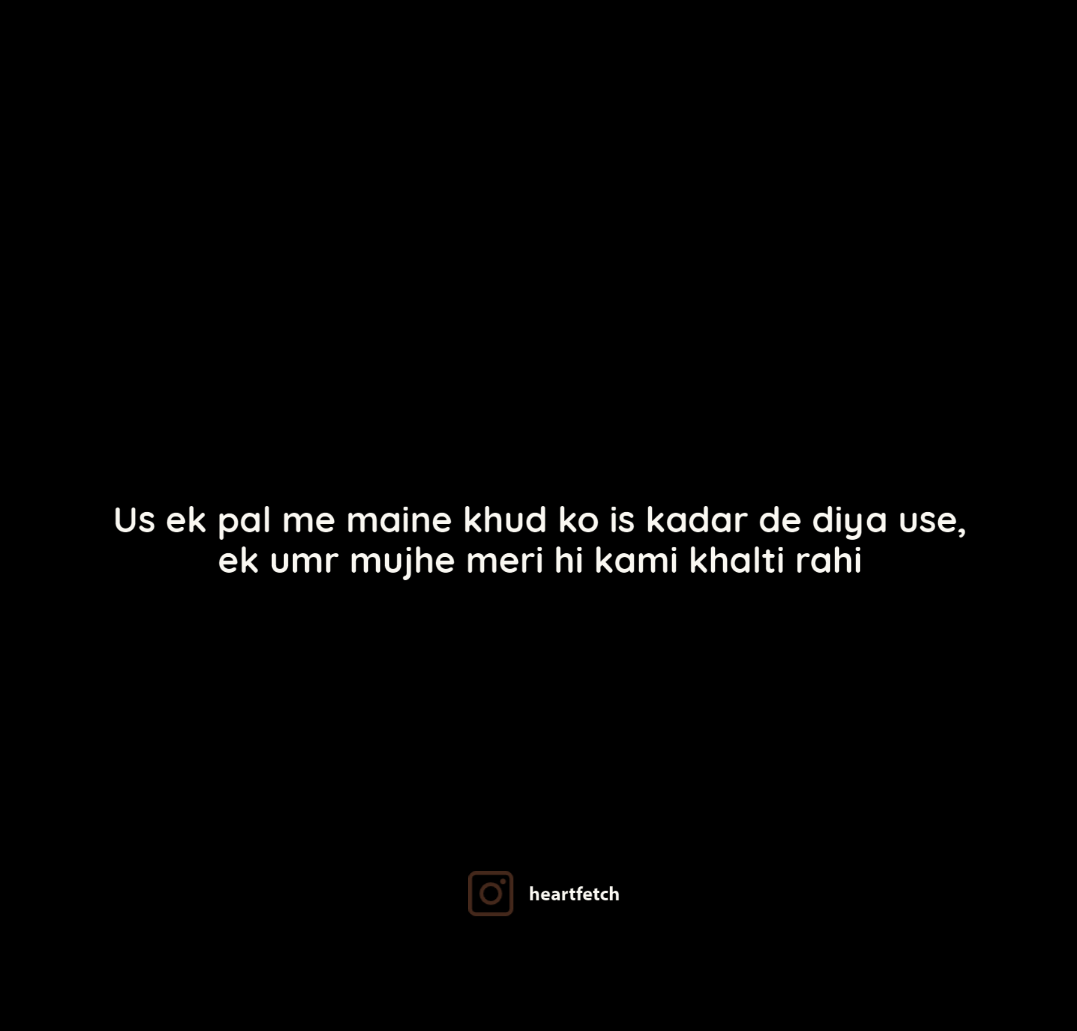 Us ek pal me maine khud ko is kadar de diya use,
ek umr mujhe meri hi kami khalti rahi
heartfetch